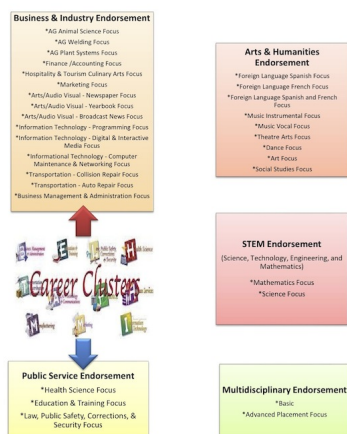 Business & Industry Endorsement
*AG Animal Science Focus
*AG Welding Focus
*AG Plant Systems Focus
*Finance /Accounting Focus
*Hospitality & Tourism Culinary Arts Focus
*Marketing Focus
*Arts/Audio Visual - Newspaper Focus
*Arts/Audio Visual - Yearbook Focus
*Arts/Audio Visual - Broadcast News Focus
*Information Technology - Programming Focus
*Information Technology - Digital & Interactive
Media Focus
*Informational Technology - Computer
Maintenance & Networking Focus
*Transportation - Collision Repair Focus
*Transportation - Auto Repair Focus
*Business Management & Administration Focus
Career Clusters
Public Service Endorsement
*Health Science Focus
*Education & Training Focus
*Law, Public Safety, Corrections, &
Security Focus
Arts & Humanities
Endorsement
*Foreign Language Spanish Focus
*Foreign Language French Focus
*Foreign Language Spanish and French
Focus
*Music Instrumental Focus
*Music Vocal Focus
*Theatre Arts Focus
*Dance Focus
*Art Focus
*Social Studies Focus
STEM Endorsement
(Science, Technology, Engineering, and
Mathematics)
*Mathematics Focus
*Science Focus
Multidisciplinary Endorsement
*Basic
*Advanced Placement Focus